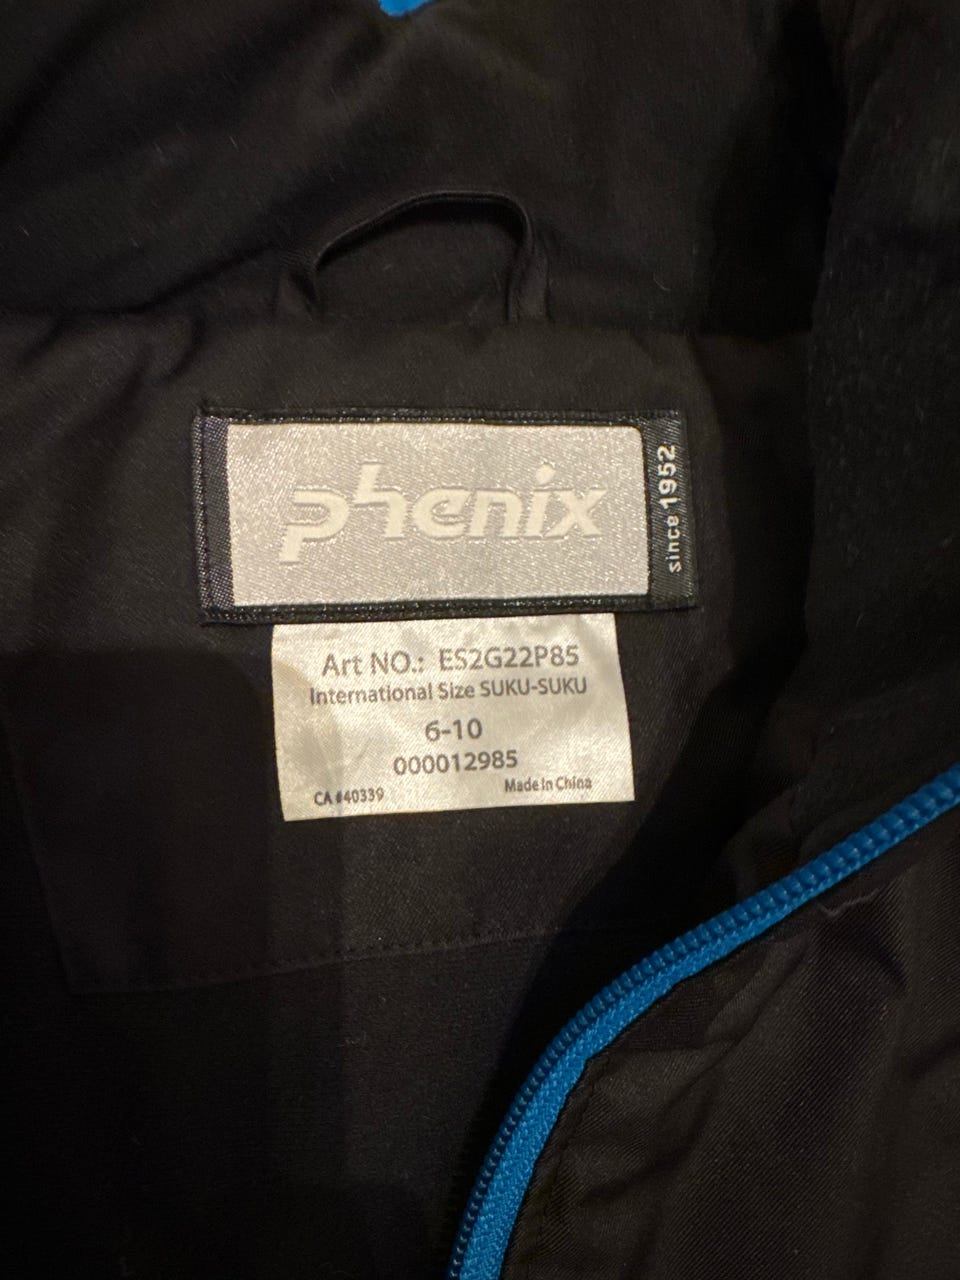 phenix
since 1952
Art NO.: ES2G22P85
International Size SUKU-SUKU
6-10
000012985
CA #40339 Made in China